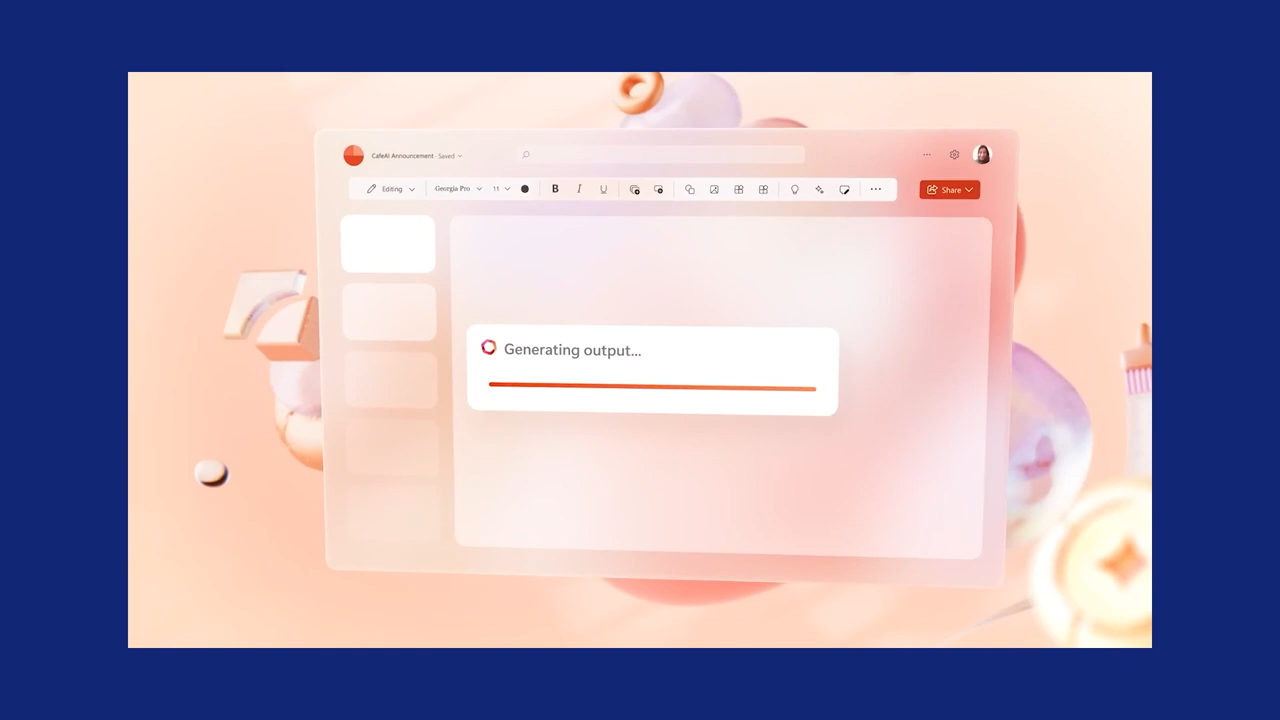 CafeAI Announcement · Saved
Editing Georgia Pro 11 B I U Share
Generating output...